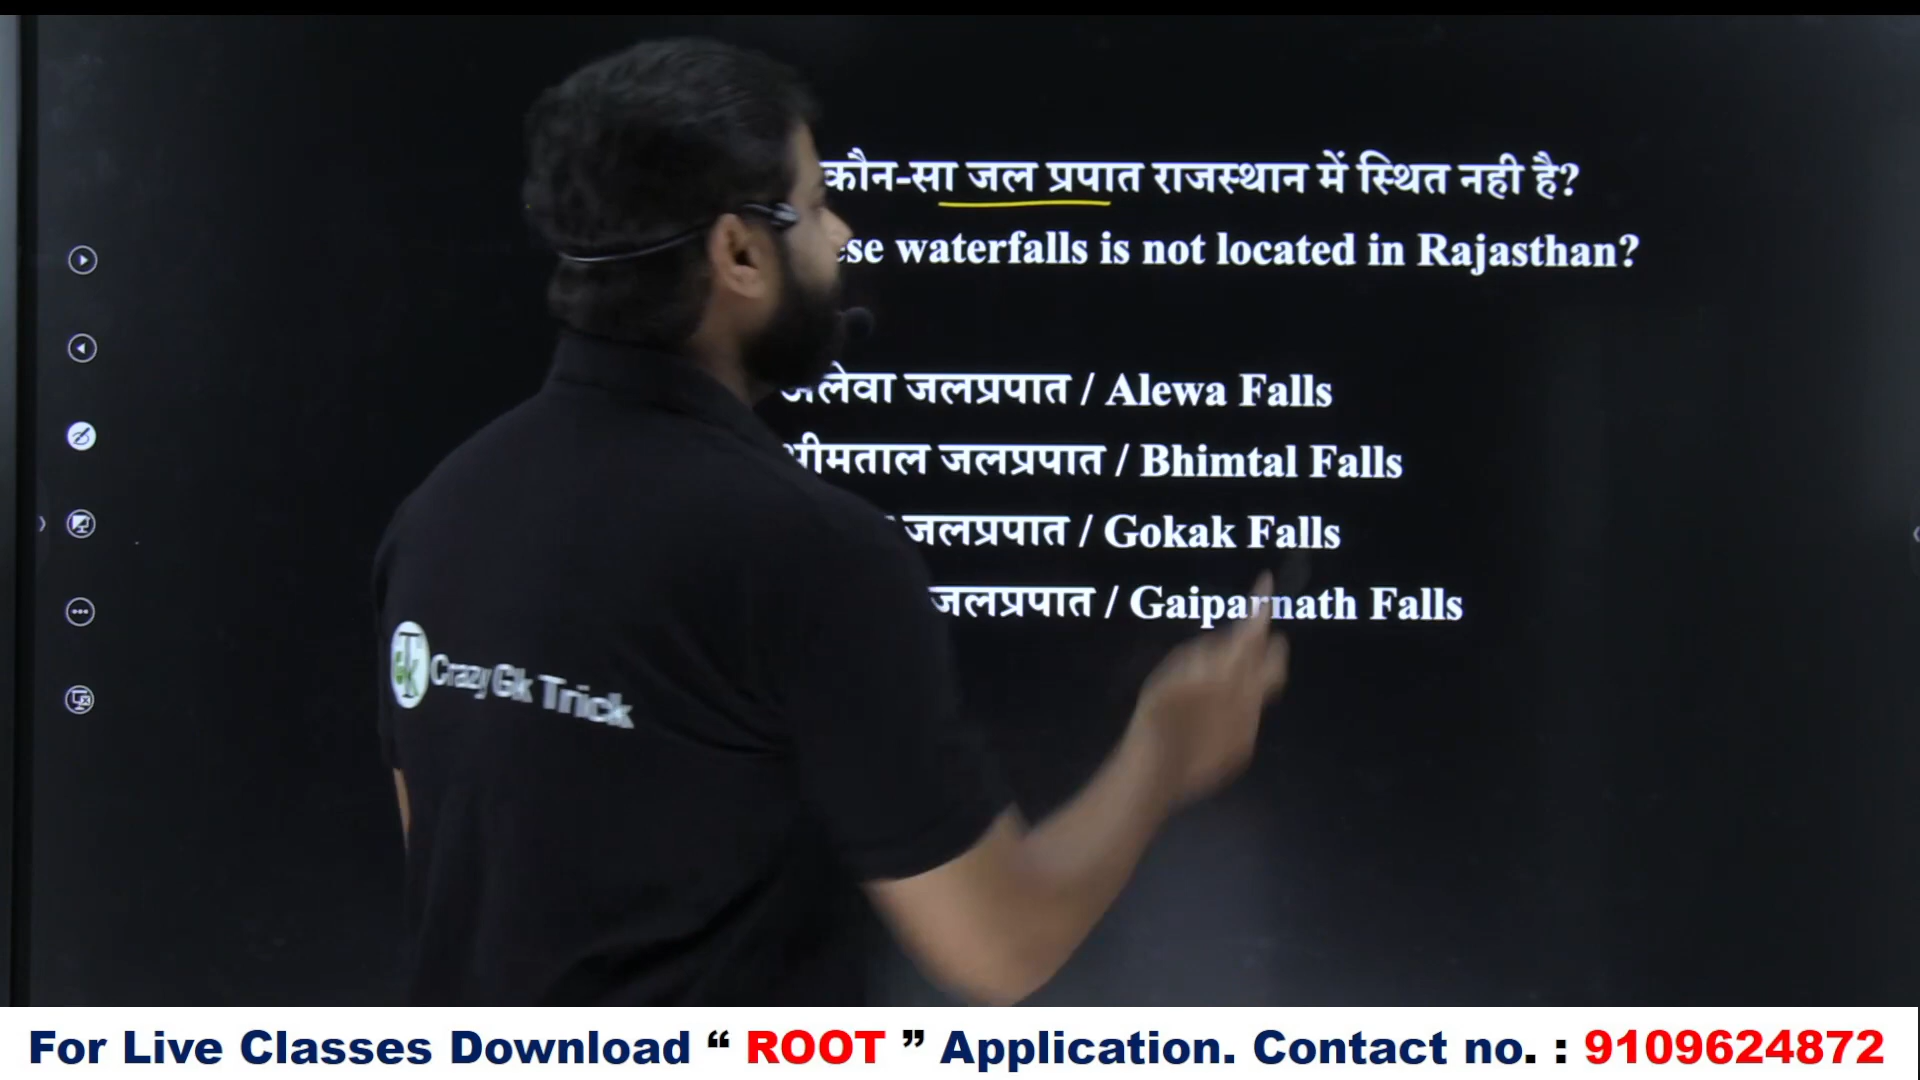 कौन-सा जल प्रपात राजस्थान में स्थित नही है?
waterfalls is not located in Rajasthan?
जलप्रपात / Alewa Falls
जलप्रपात / Bhimtal Falls
जलप्रपात / Gokak Falls
जलप्रपात / Gaiparnath Falls
Crazy Gk Trick
For Live Classes Download “ ROOT ” Application. Contact no. : 9109624872